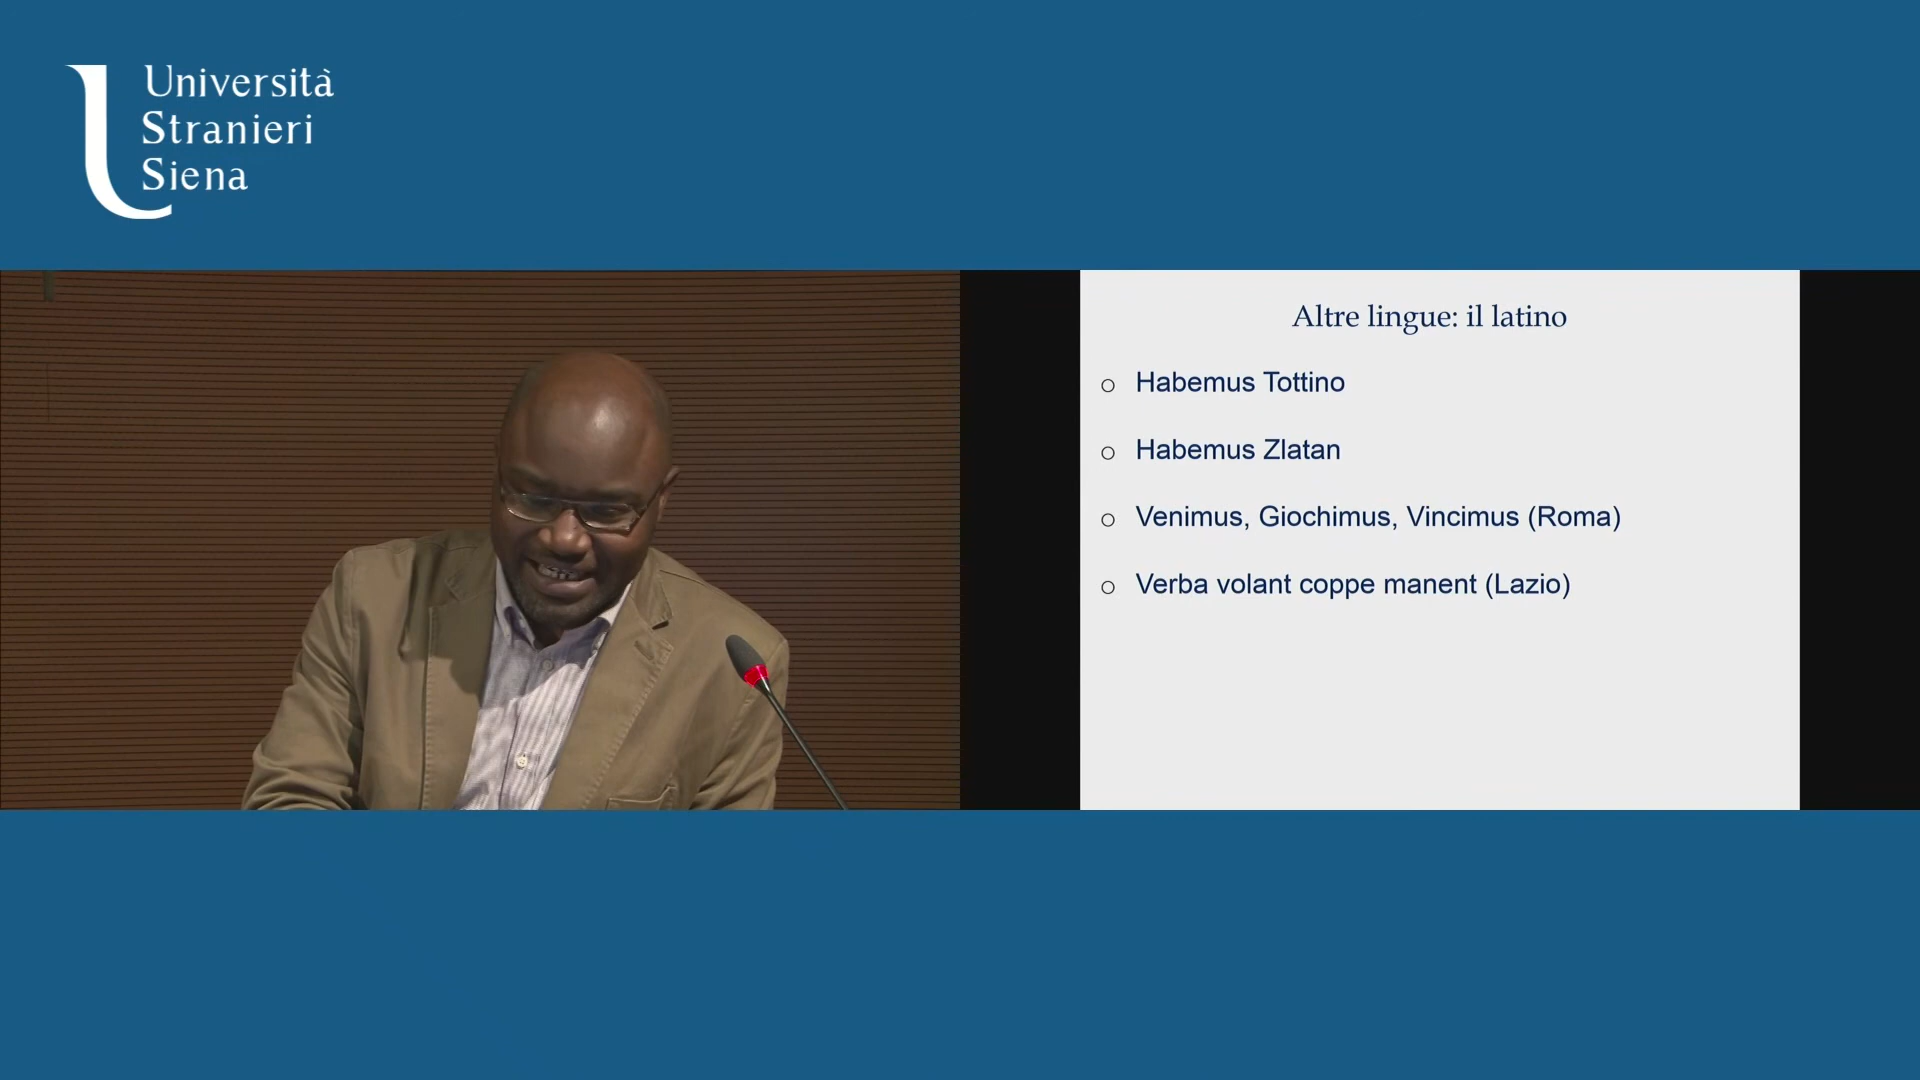 Università
Stranieri
Siena
Altre lingue: il latino
Habemus Tottino
Habemus Zlatan
Venimus, Giochimus, Vincimus (Roma)
Verba volant coppe manent (Lazio)